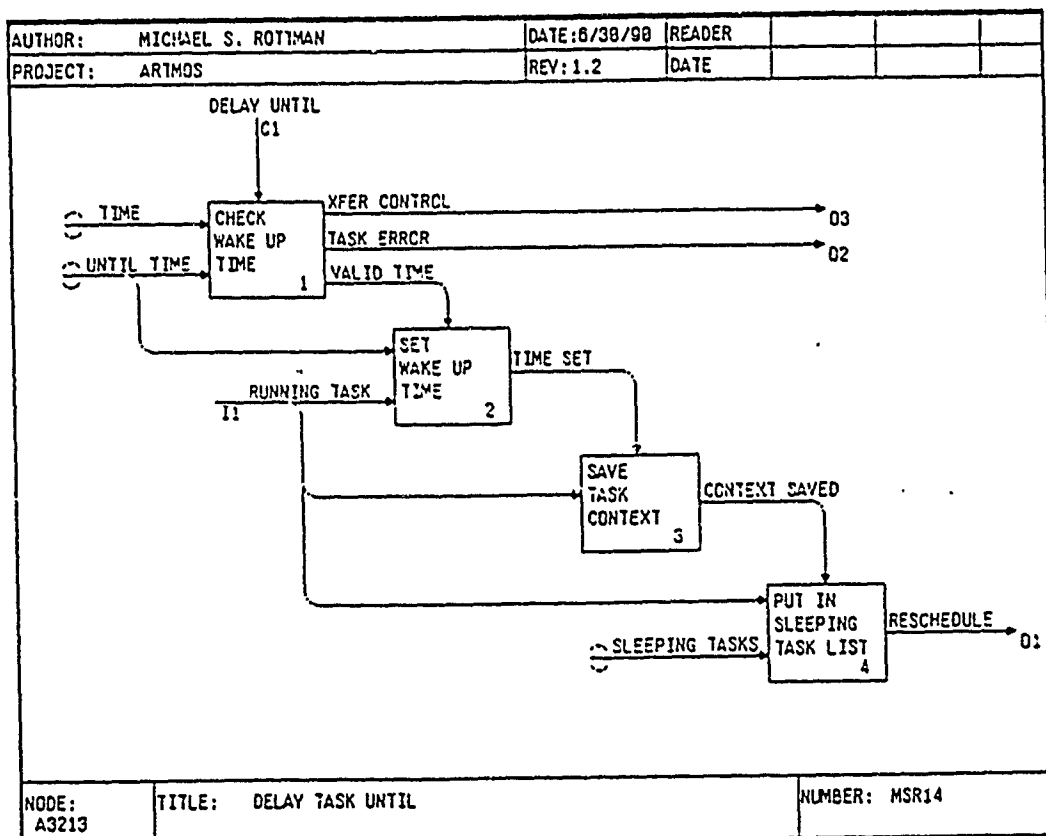 AUTHOR: MICHAEL S. ROTTMAN DATE:6/30/90 READER
PROJECT: ARTMOS REV:1.2 DATE
DELAY UNTIL
C1
TIME
UNTIL TIME
CHECK
WAKE UP
TIME
1
XFER CONTROL
O3
TASK ERROR
O2
VALID TIME
SET
WAKE UP
TIME
2
TIME SET
RUNNING TASK
I1
SAVE
TASK
CONTEXT
3
CONTEXT SAVED
PUT IN
SLEEPING
TASK LIST
4
SLEEPING TASKS
RESCHEDULE
O1
NODE: TITLE: DELAY TASK UNTIL NUMBER: MSR14
A3213